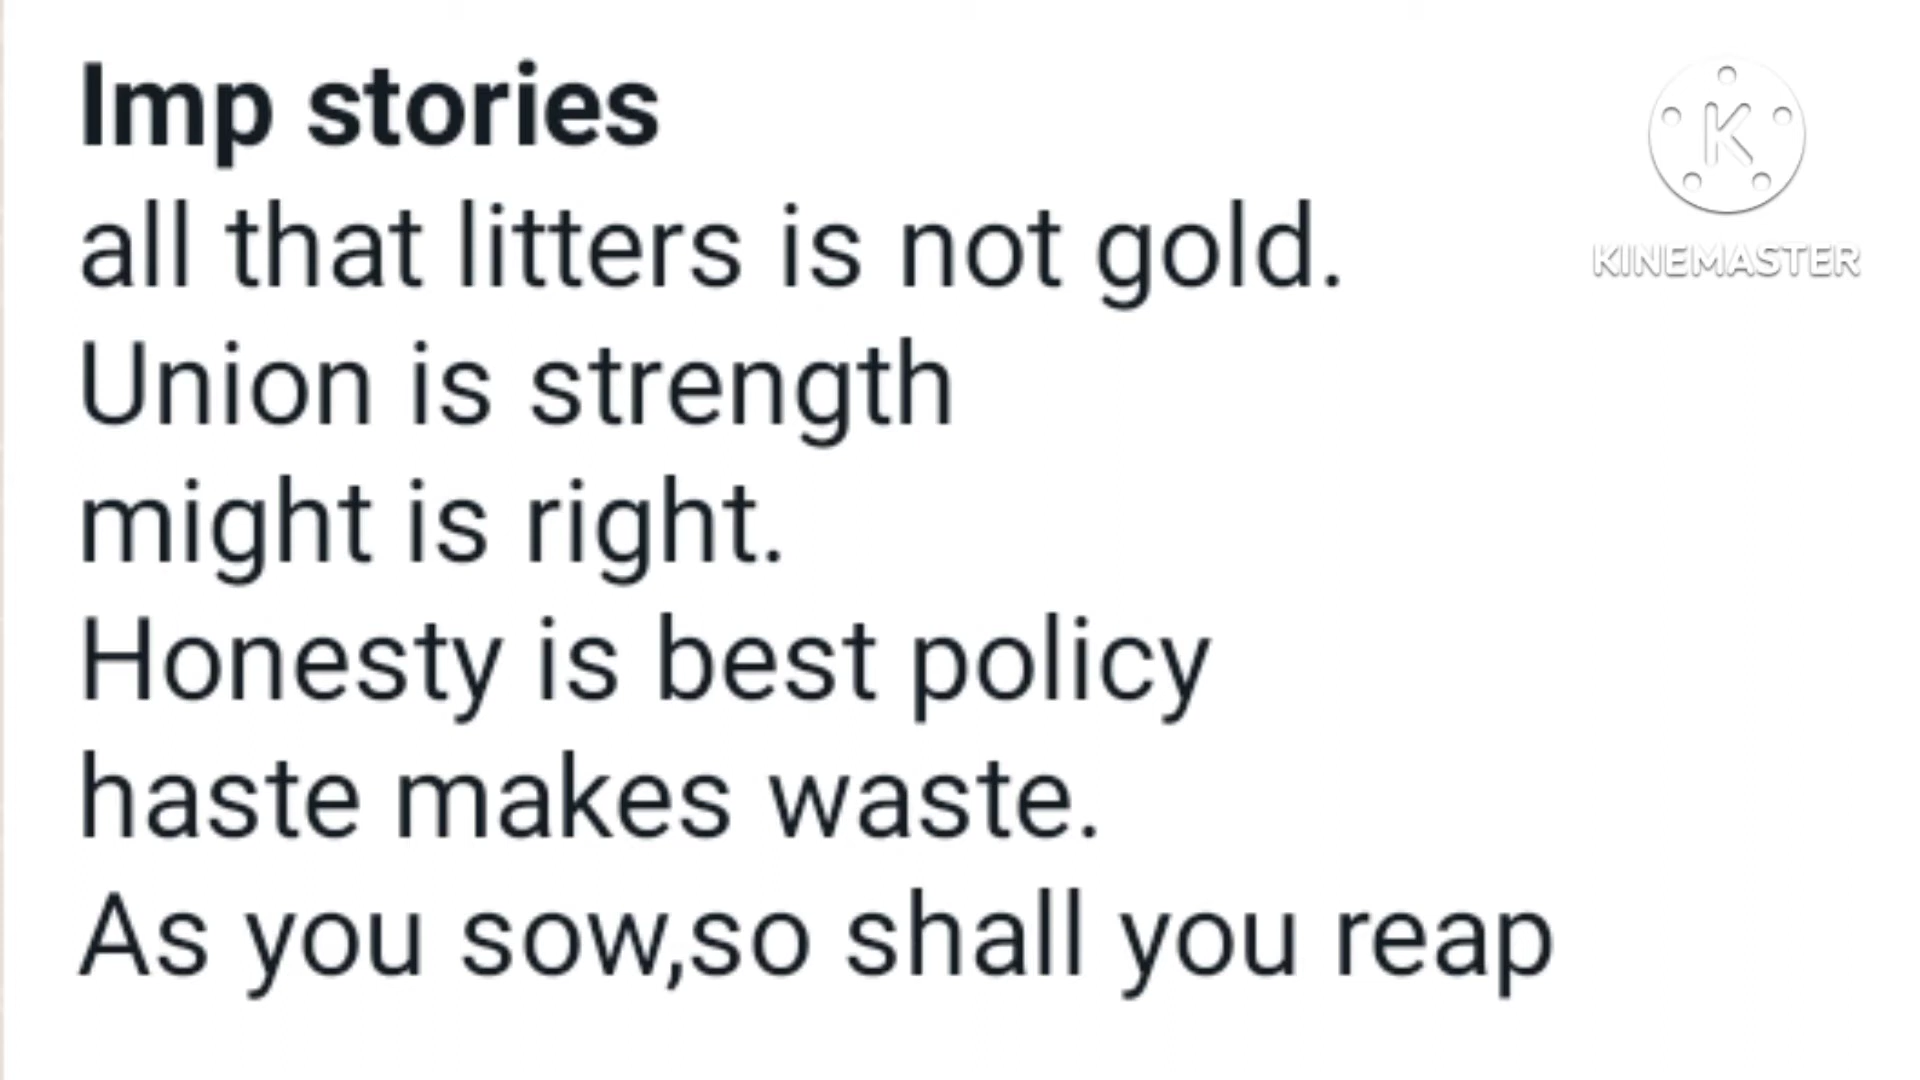 Imp stories
all that litters is not gold.
Union is strength
might is right.
Honesty is best policy
haste makes waste.
As you sow,so shall you reap
K
KINEMASTER